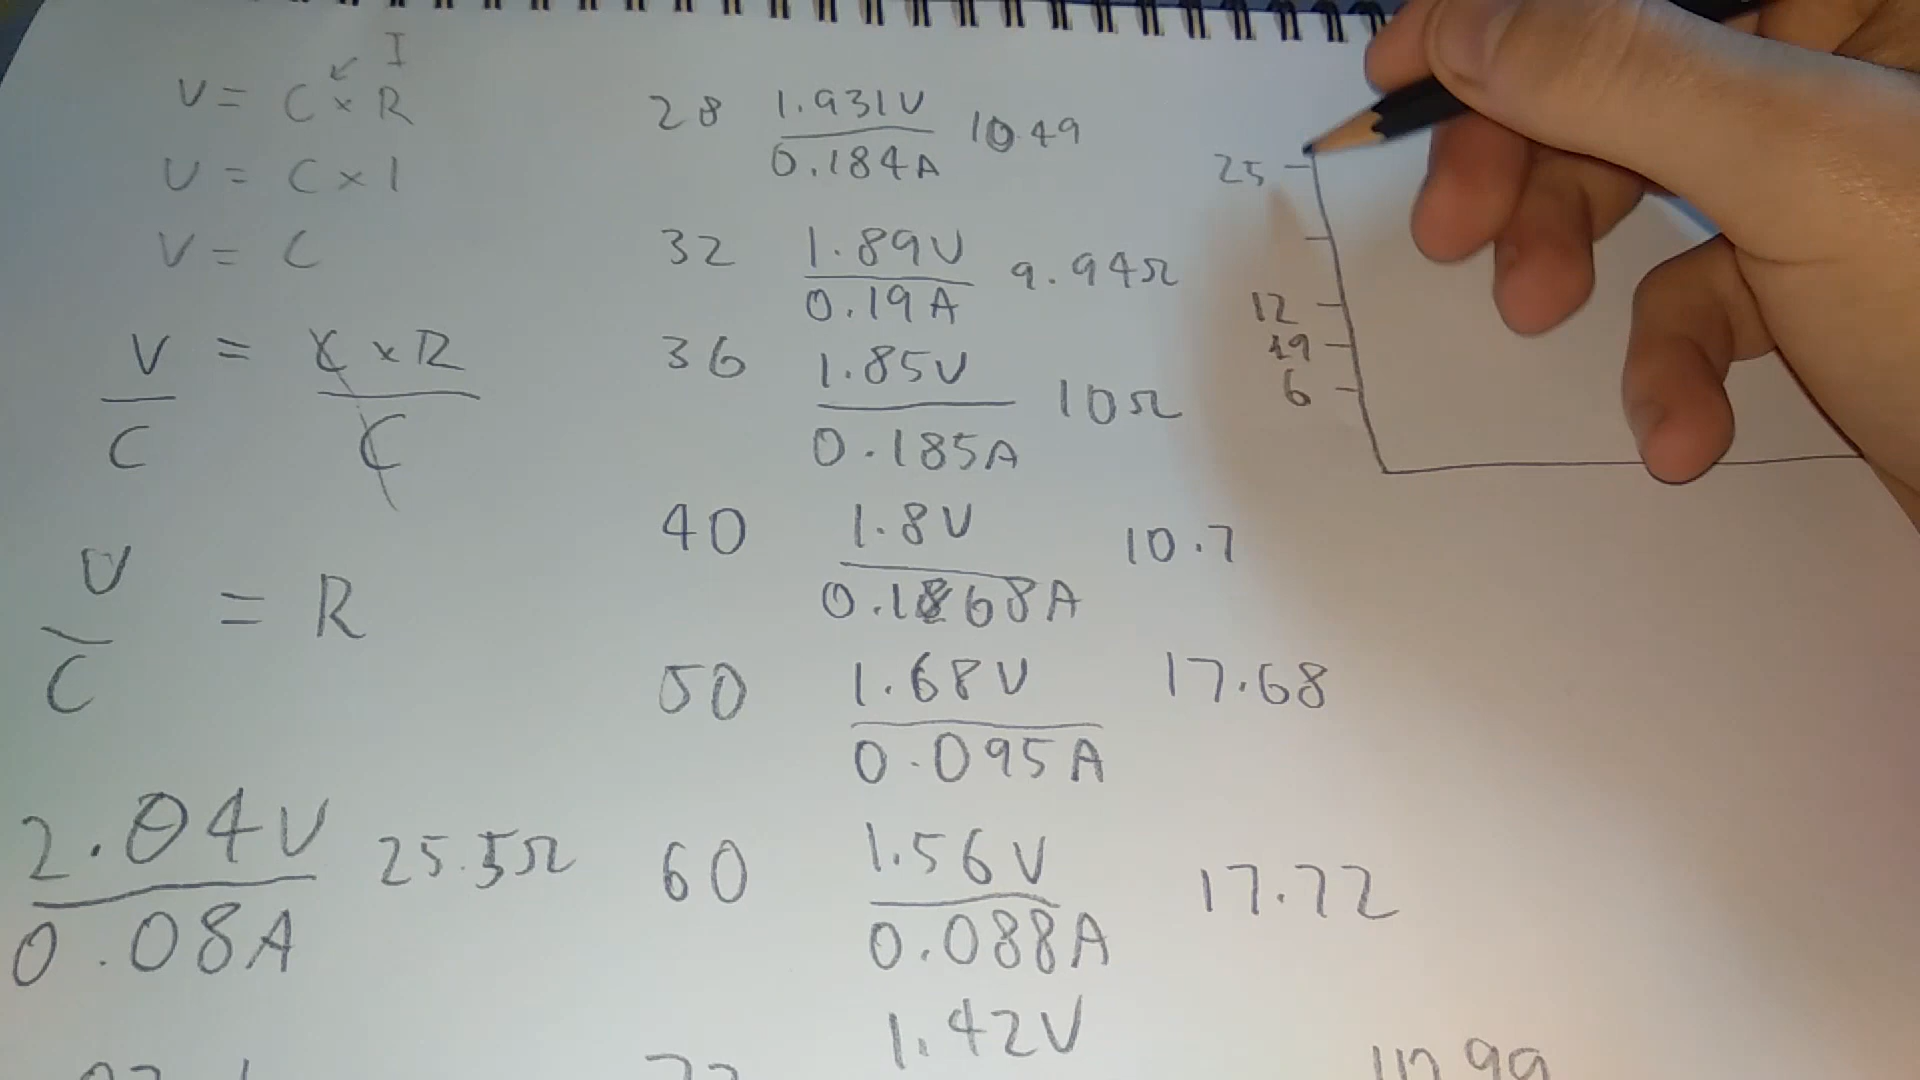 I
V = C × R
V = C × 1
V = C
V = C × R
C C
V = R
C
2.04V 25.5Ω
0.08A
28 1.931V 10.49
0.184A
32 1.89V 9.94Ω
0.19A
36 1.85V 10Ω
0.185A
40 1.8V 10.7
0.168A
50 1.68V 17.68
0.095A
60 1.56V 17.72
0.088A
1.42V
25
12
6